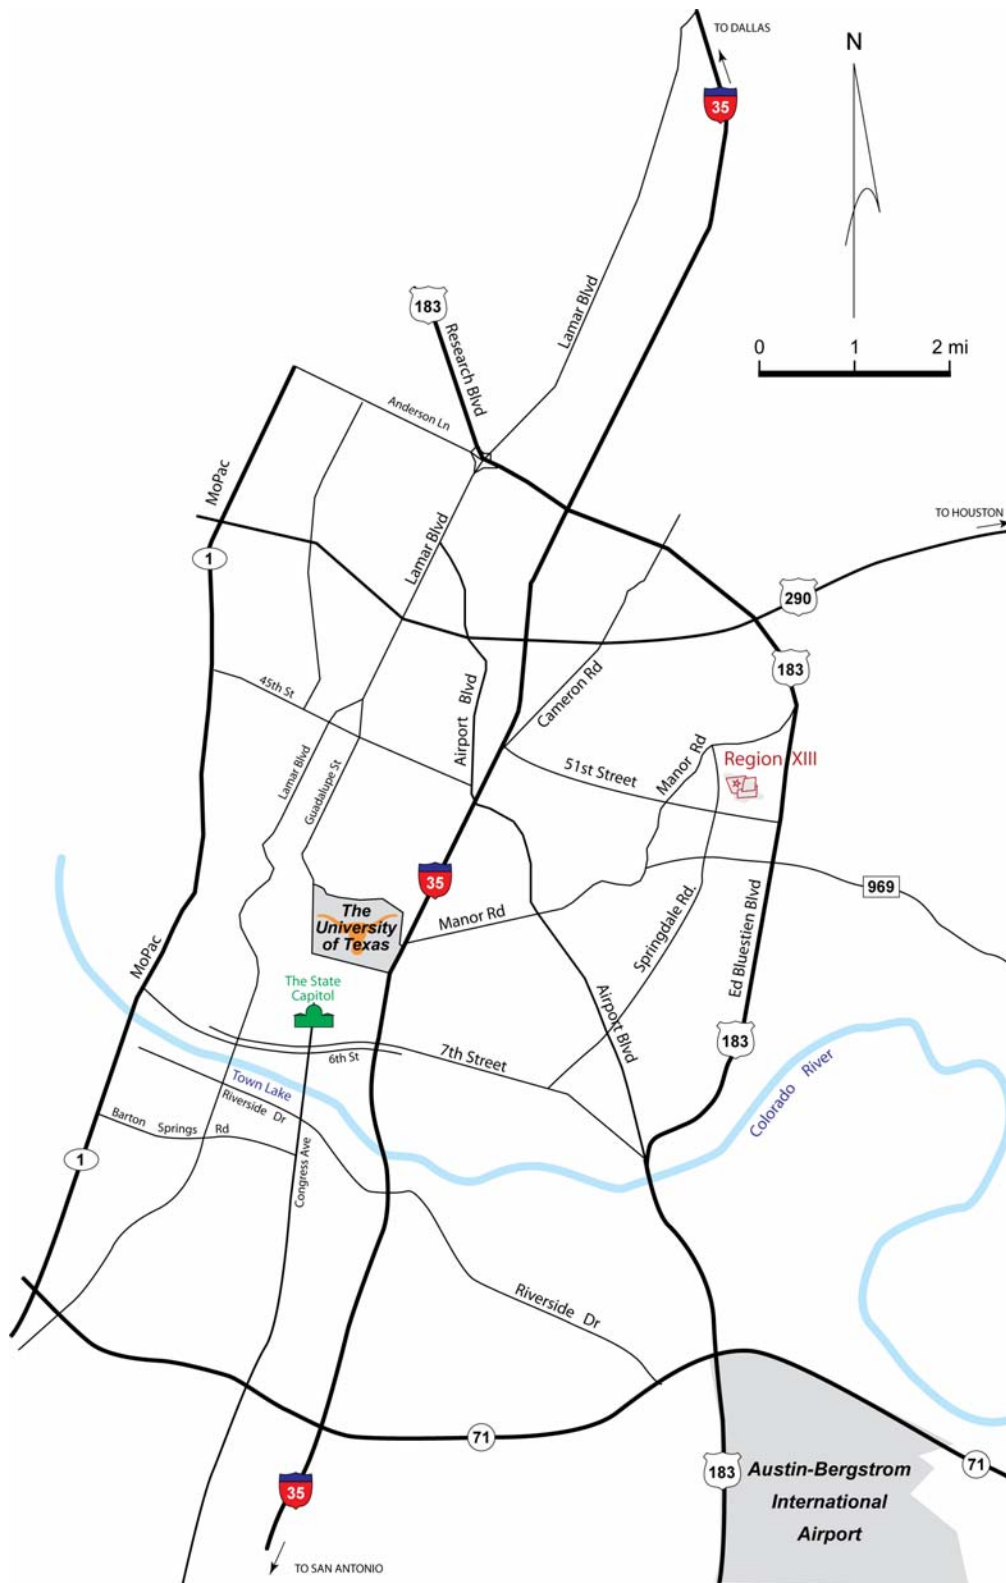 TO DALLAS
N
35
183
Research Blvd
Lamar Blvd
0 1 2 mi
Anderson Ln
MoPac
Lamar Blvd
TO HOUSTON
1
290
183
45th St
Airport Blvd
Cameron Rd
Manor Rd
Region XIII
51st Street
Lamar Blvd
Guadalupe St
35
969
The
University
of Texas
Manor Rd
Springdale Rd.
Ed Bluestien Blvd
MoPac
The State
Capitol
Airport Blvd
183
7th Street
6th St
Colorado River
Town Lake
Riverside Dr
Barton Springs Rd
1
Congress Ave
Riverside Dr
71
183
Austin-Bergstrom
International
Airport
71
35
TO SAN ANTONIO